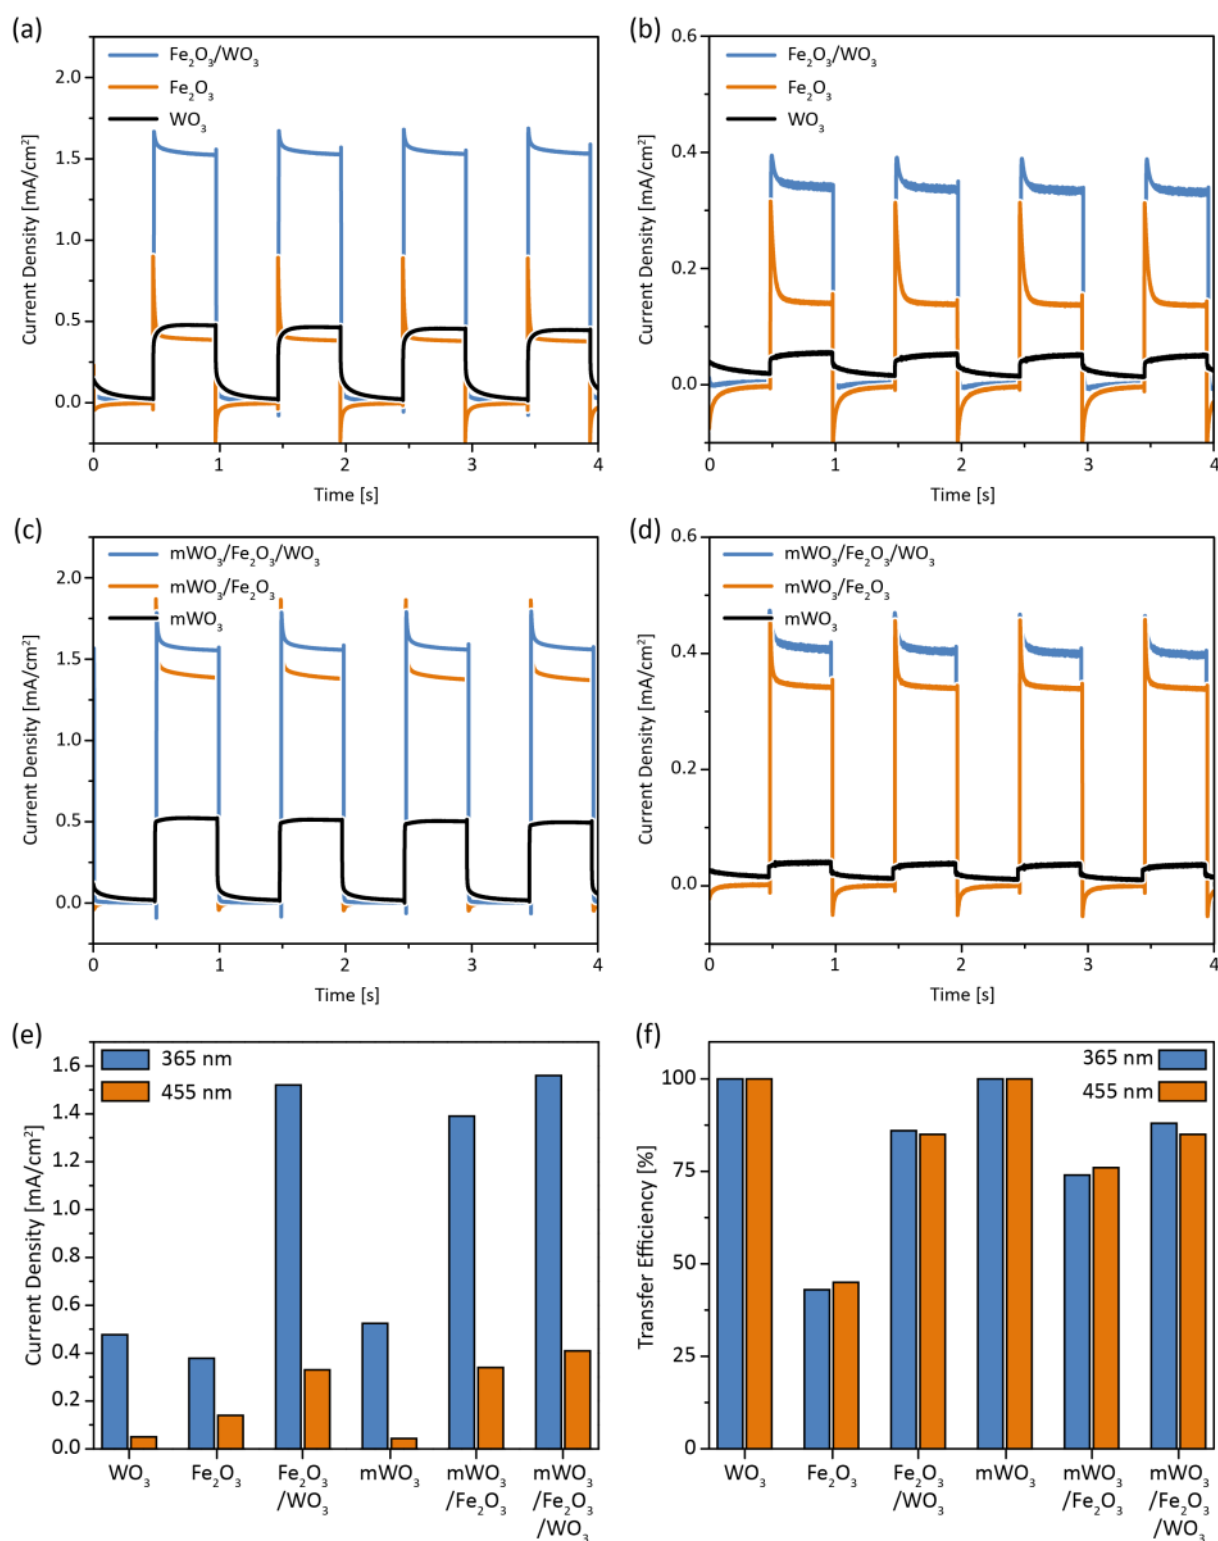 (a)
Fe₂O₃/WO₃
Fe₂O₃
WO₃
2.0
1.5
1.0
0.5
0.0
Current Density [mA/cm²]
0 1 2 3 4
Time [s]
(b)
Fe₂O₃/WO₃
Fe₂O₃
WO₃
0.6
0.4
0.2
0.0
Current Density [mA/cm²]
0 1 2 3 4
Time [s]
(c)
mWO₃/Fe₂O₃/WO₃
mWO₃/Fe₂O₃
mWO₃
2.0
1.5
1.0
0.5
0.0
Current Density [mA/cm²]
0 1 2 3 4
Time [s]
(d)
mWO₃/Fe₂O₃/WO₃
mWO₃/Fe₂O₃
mWO₃
0.6
0.4
0.2
0.0
Current Density [mA/cm²]
0 1 2 3 4
Time [s]
(e)
365 nm
455 nm
1.6
1.4
1.2
1.0
0.8
0.6
0.4
0.2
0.0
Current Density [mA/cm²]
WO₃ Fe₂O₃ Fe₂O₃ mWO₃ mWO₃ mWO₃
/WO₃ /Fe₂O₃ /Fe₂O₃
/WO₃
(f)
365 nm
455 nm
100
75
50
25
0
Transfer Efficiency [%]
WO₃ Fe₂O₃ Fe₂O₃ mWO₃ mWO₃ mWO₃
/WO₃ /Fe₂O₃ /Fe₂O₃
/WO₃